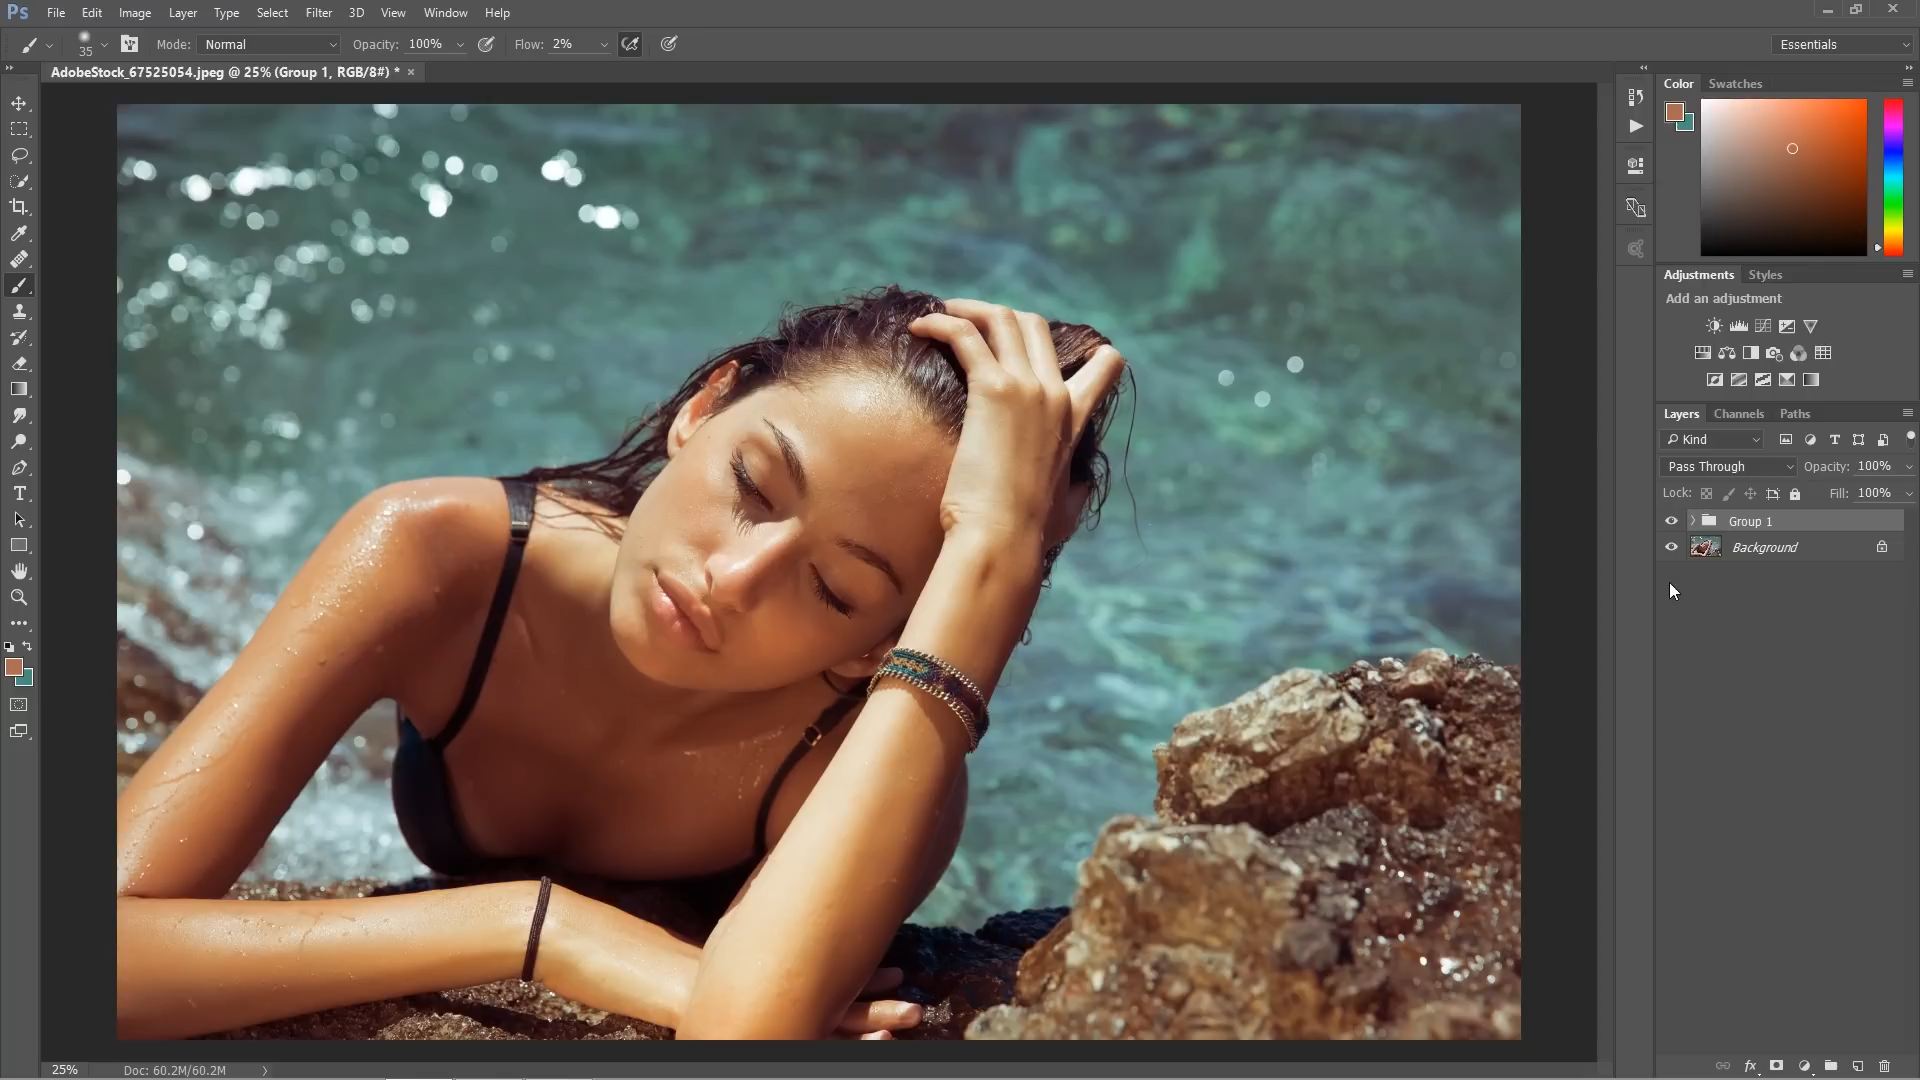 Ps File Edit Image Layer Type Select Filter 3D View Window Help
35 Mode: Normal Opacity: 100% Flow: 2% Essentials
AdobeStock_67525054.jpeg @ 25% (Group 1, RGB/8#) * ×
Color Swatches
Adjustments Styles
Add an adjustment
Layers Channels Paths
Kind
Pass Through Opacity: 100%
Lock: Fill: 100%
Group 1
Background
fx
25% Doc: 60.2M/60.2M